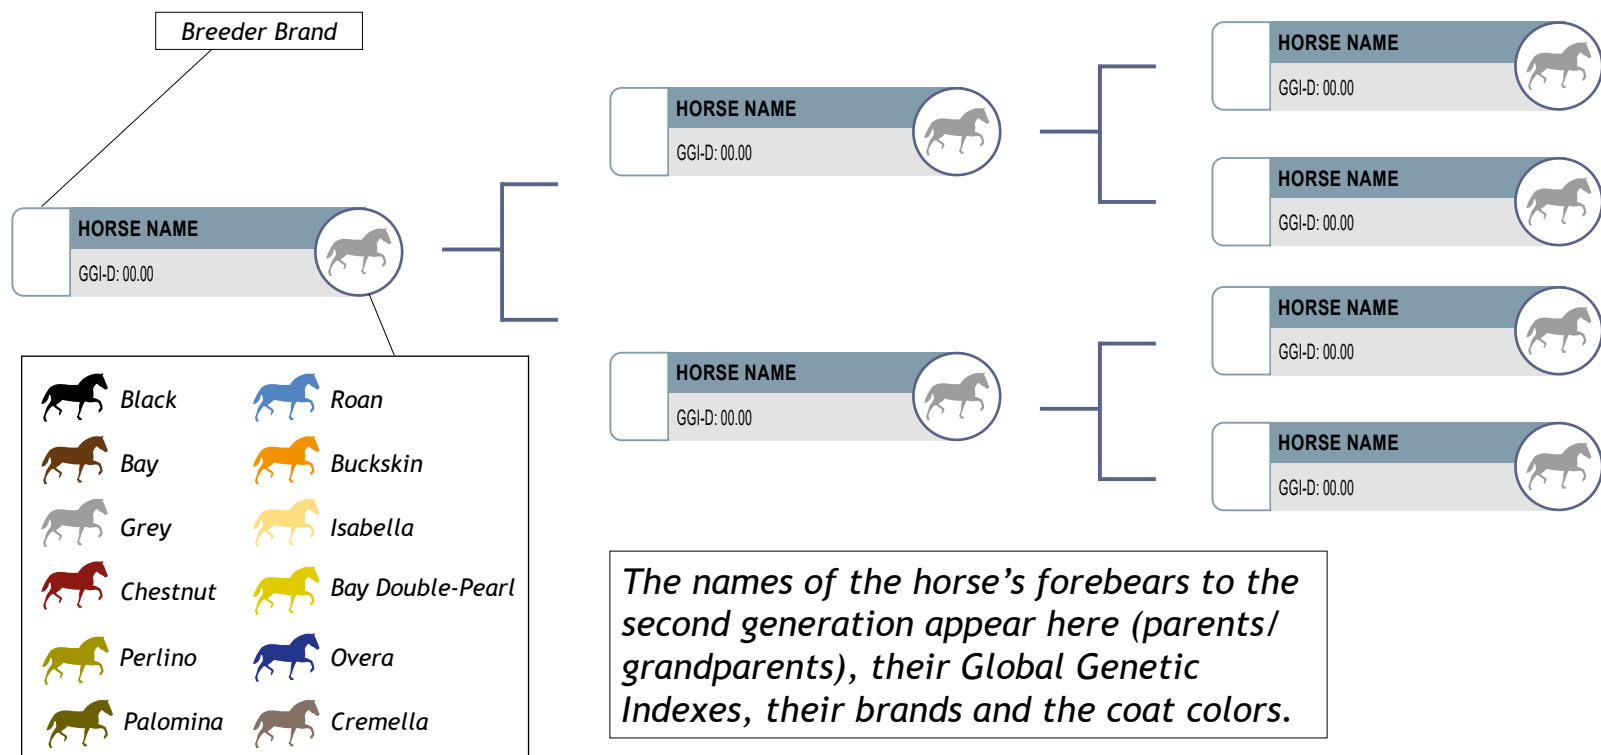 Breeder Brand
HORSE NAME
GGI-D: 00.00
HORSE NAME
GGI-D: 00.00
HORSE NAME
GGI-D: 00.00
HORSE NAME
GGI-D: 00.00
HORSE NAME
GGI-D: 00.00
HORSE NAME
GGI-D: 00.00
HORSE NAME
GGI-D: 00.00
Black
Roan
Bay
Buckskin
Grey
Isabella
Chestnut
Bay Double-Pearl
Perlino
Overa
Palomina
Cremella
The names of the horse’s forebears to the
second generation appear here (parents/
grandparents), their Global Genetic
Indexes, their brands and the coat colors.